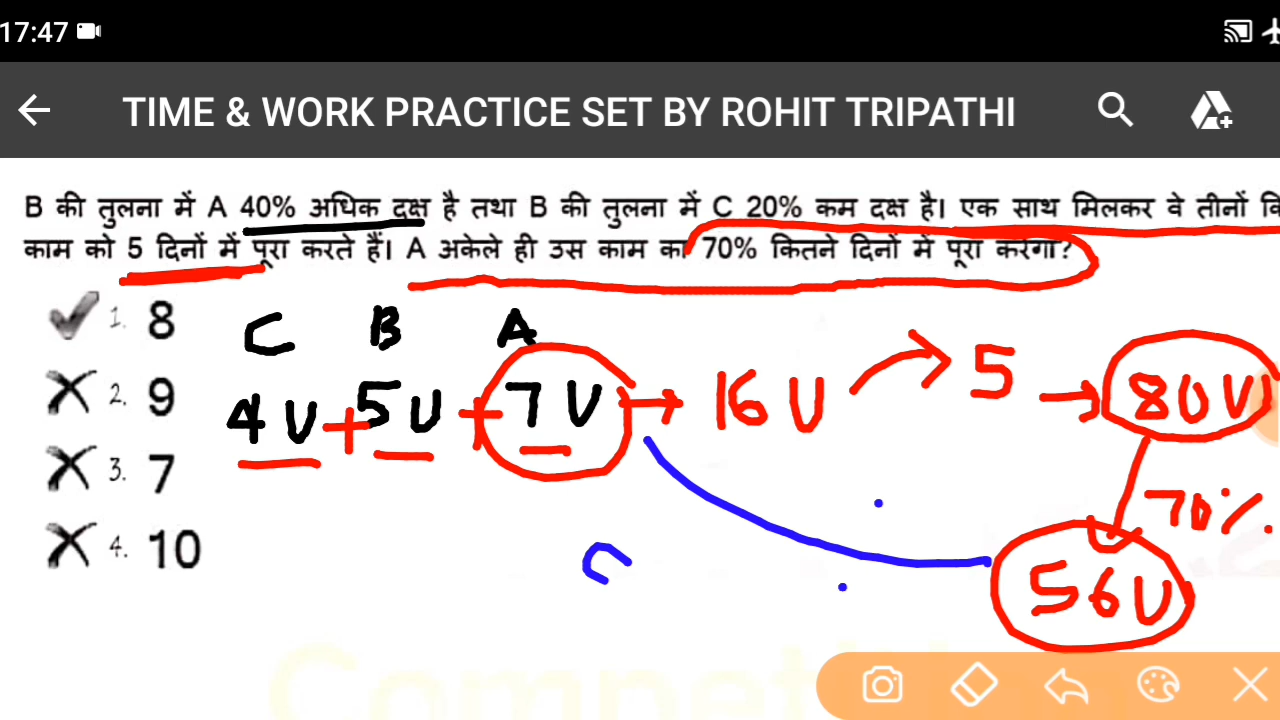 17:47
TIME & WORK PRACTICE SET BY ROHIT TRIPATHI
B की तुलना में A 40% अधिक दक्ष है तथा B की तुलना में C 20% कम दक्ष है। एक साथ मिलकर वे तीनों
काम को 5 दिनों में पूरा करते हैं। A अकेले ही उस काम का 70% कितने दिनों में पूरा करेगा?
1. 8
2. 9
3. 7
4. 10
C B A
4U + 5U + 7U → 16U → 5 → 80U
70%
56U